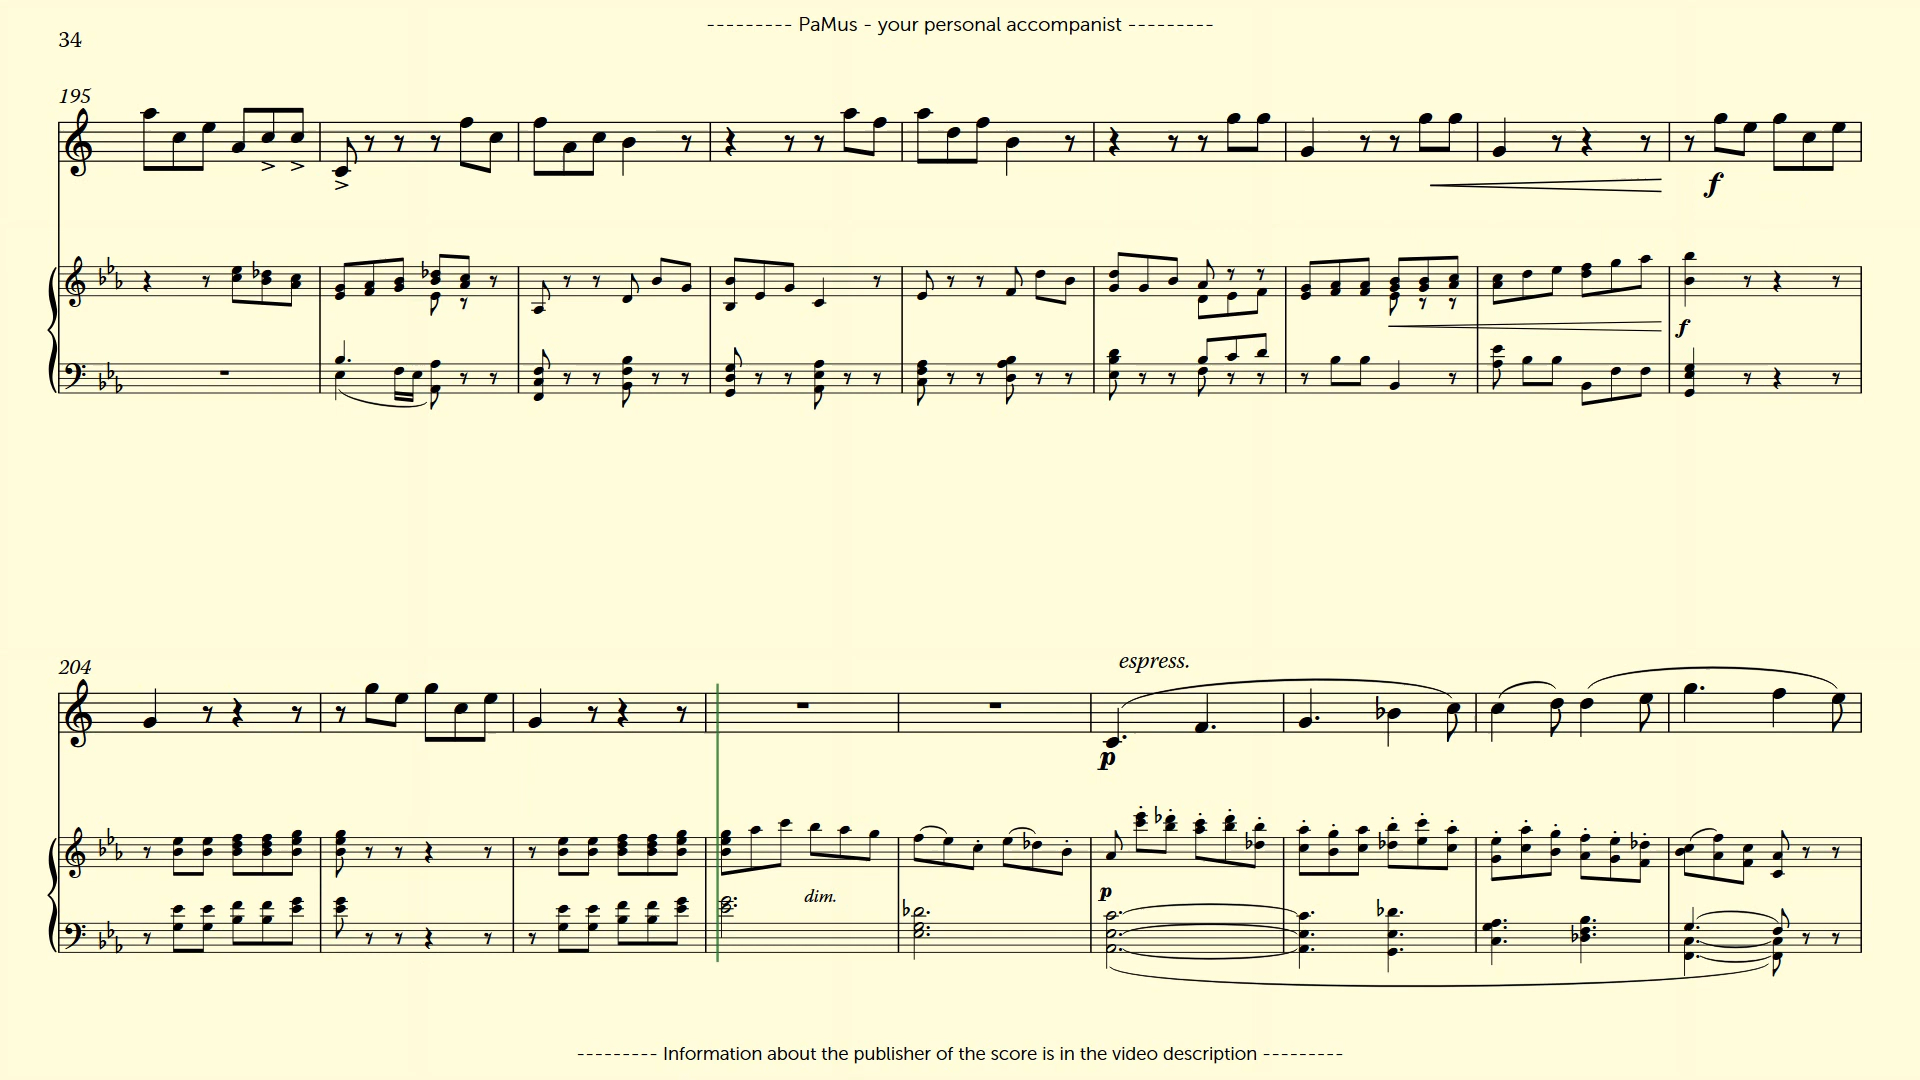 --------- PaMus - your personal accompanist ---------
34
195
f
f
204
espress.
p
dim.
p
--------- Information about the publisher of the score is in the video description ---------